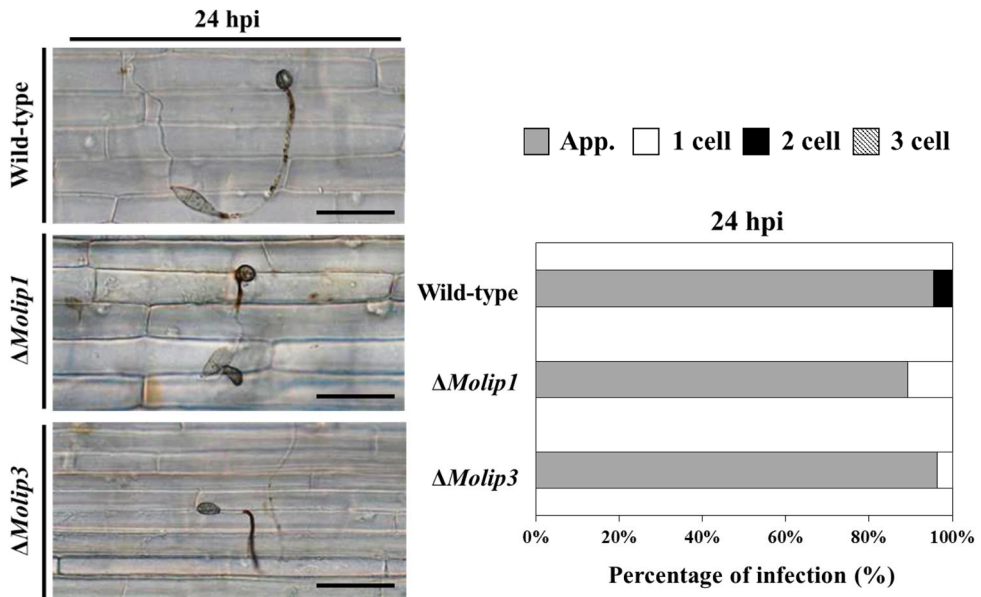 24 hpi
Wild-type
ΔMolip1
ΔMolip3
App. 1 cell 2 cell 3 cell
24 hpi
Wild-type
ΔMolip1
ΔMolip3
0% 20% 40% 60% 80% 100%
Percentage of infection (%)